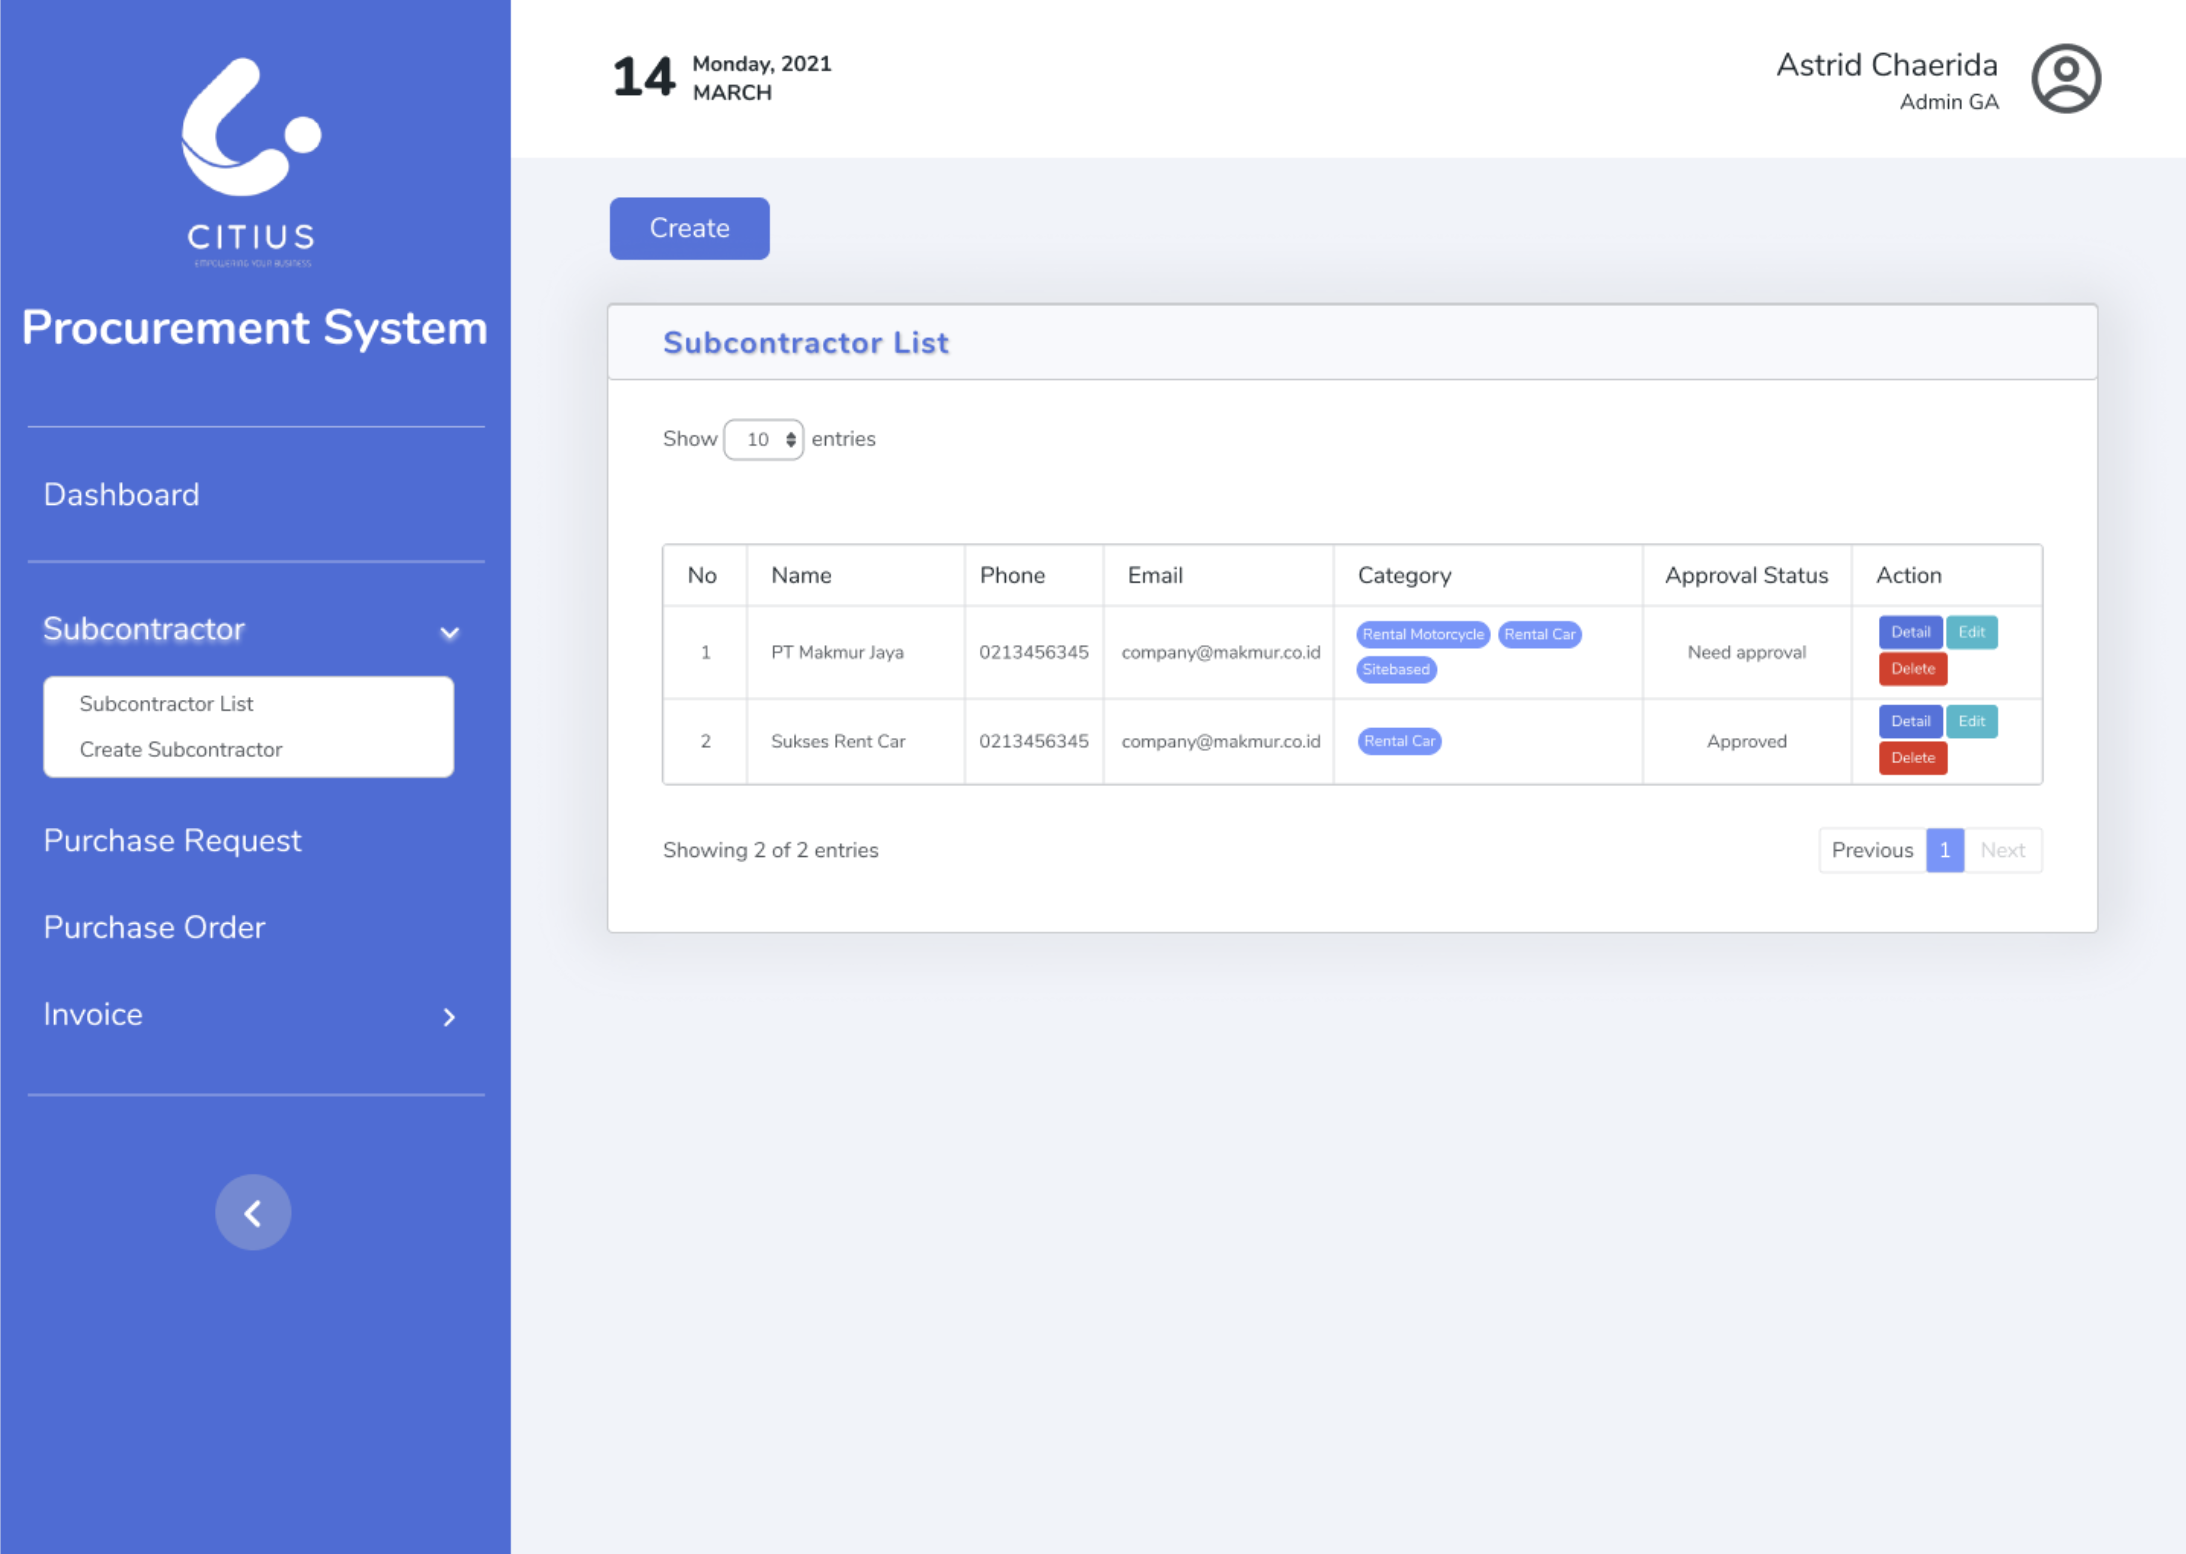 CITIUS
EMPOWERING YOUR BUSINESS
Procurement System
Dashboard
Subcontractor
Subcontractor List
Create Subcontractor
Purchase Request
Purchase Order
Invoice
14 Monday, 2021
MARCH
Astrid Chaerida
Admin GA
Create
Subcontractor List
Show 10 entries
No Name Phone Email Category Approval Status Action
1 PT Makmur Jaya 0213456345 company@makmur.co.id Rental Motorcycle Rental Car Sitebased Need approval Detail Edit Delete
2 Sukses Rent Car 0213456345 company@makmur.co.id Rental Car Approved Detail Edit Delete
Showing 2 of 2 entries
Previous 1 Next